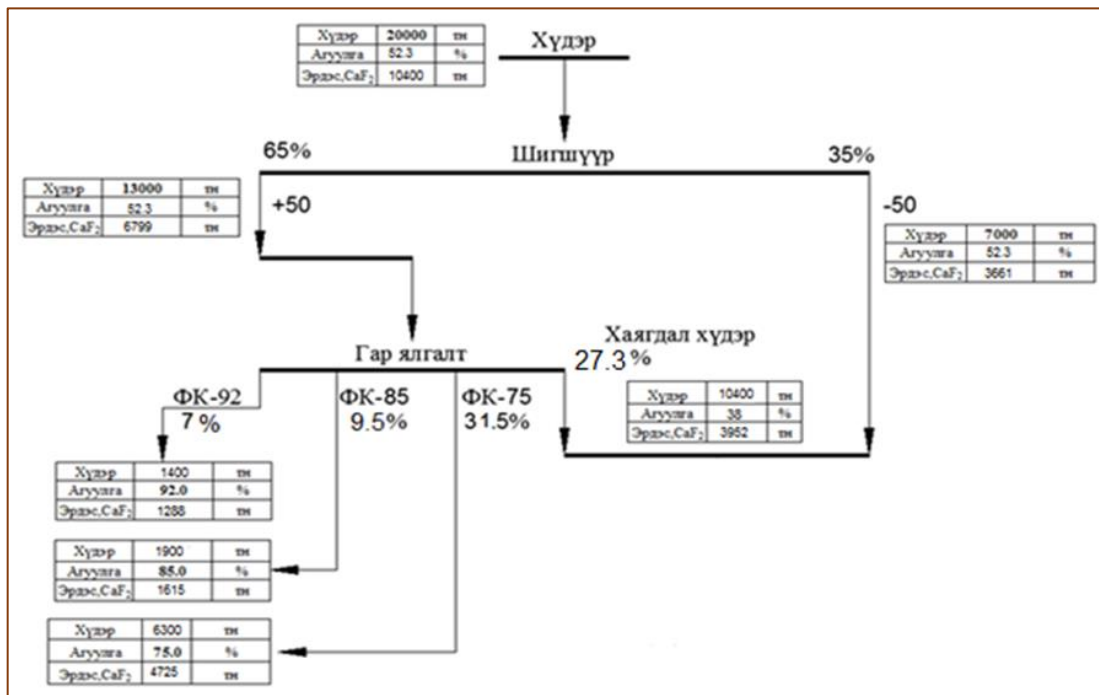 Хүдэр 20000 тн
Агуулга 52.3 %
Эрдэс,CaF₂ 10400 тн
Хүдэр
65%
Шигшүүр
35%
Хүдэр 13000 тн
Агуулга 52.3 %
Эрдэс,CaF₂ 6799 тн
+50
-50
Хүдэр 7000 тн
Агуулга 52.3 %
Эрдэс,CaF₂ 3661 тн
Гар ялгалт
Хаягдал хүдэр
27.3 %
ФК-92
7 %
ФК-85
9.5%
ФК-75
31.5%
Хүдэр 10400 тн
Агуулга 38 %
Эрдэс,CaF₂ 3952 тн
Хүдэр 1400 тн
Агуулга 92.0 %
Эрдэс,CaF₂ 1288 тн
Хүдэр 1900 тн
Агуулга 85.0 %
Эрдэс,CaF₂ 1615 тн
Хүдэр 6300 тн
Агуулга 75.0 %
Эрдэс,CaF₂ 4725 тн